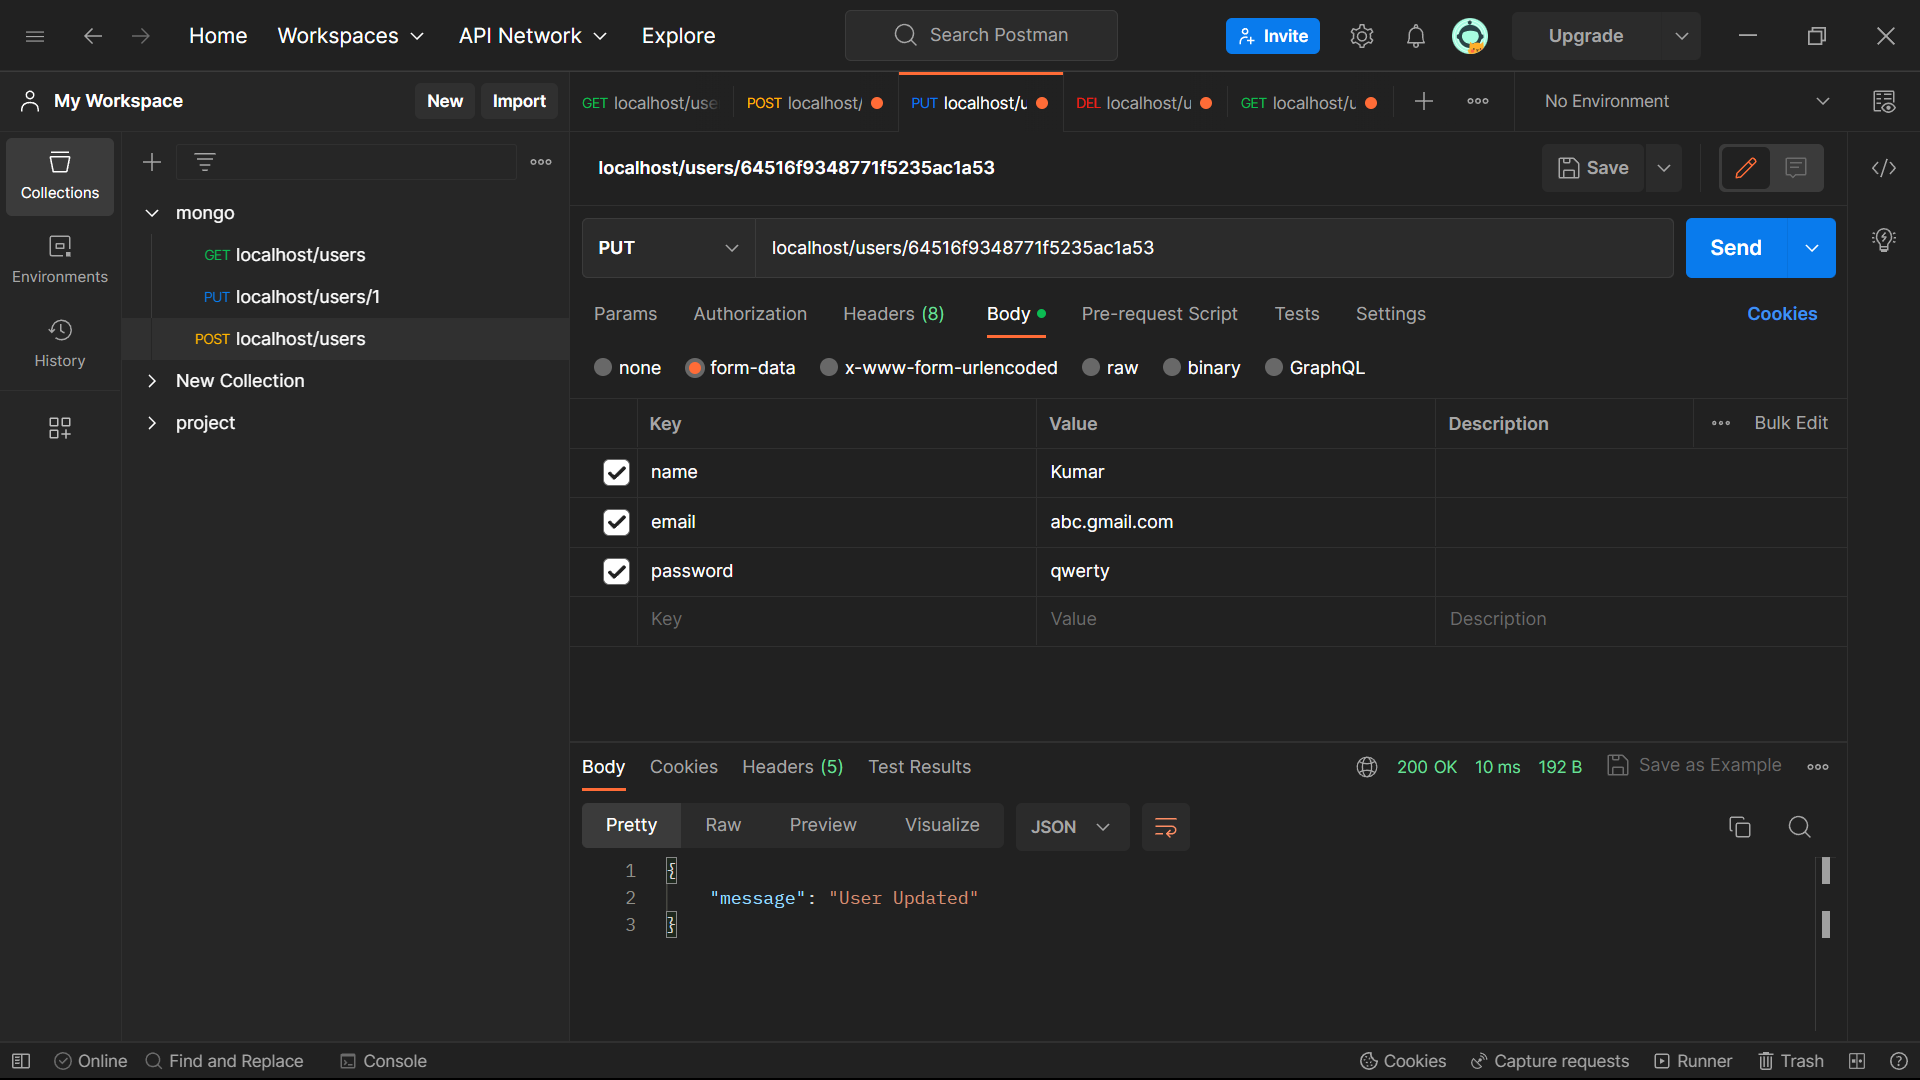 Home Workspaces API Network Explore Search Postman Invite Upgrade
My Workspace New Import
GET localhost/use POST localhost/ PUT localhost/u DEL localhost/u GET localhost/u No Environment
Collections
Environments
History
mongo
GET localhost/users
PUT localhost/users/1
POST localhost/users
New Collection
project
localhost/users/64516f9348771f5235ac1a53 Save
PUT localhost/users/64516f9348771f5235ac1a53 Send
Params Authorization Headers (8) Body Pre-request Script Tests Settings Cookies
none form-data x-www-form-urlencoded raw binary GraphQL
Key Value Description Bulk Edit
name Kumar
email abc.gmail.com
password qwerty
Key Value Description
Body Cookies Headers (5) Test Results 200 OK 10 ms 192 B Save as Example
Pretty Raw Preview Visualize JSON
1 {
2 "message": "User Updated"
3 }
Online Find and Replace Console Cookies Capture requests Runner Trash